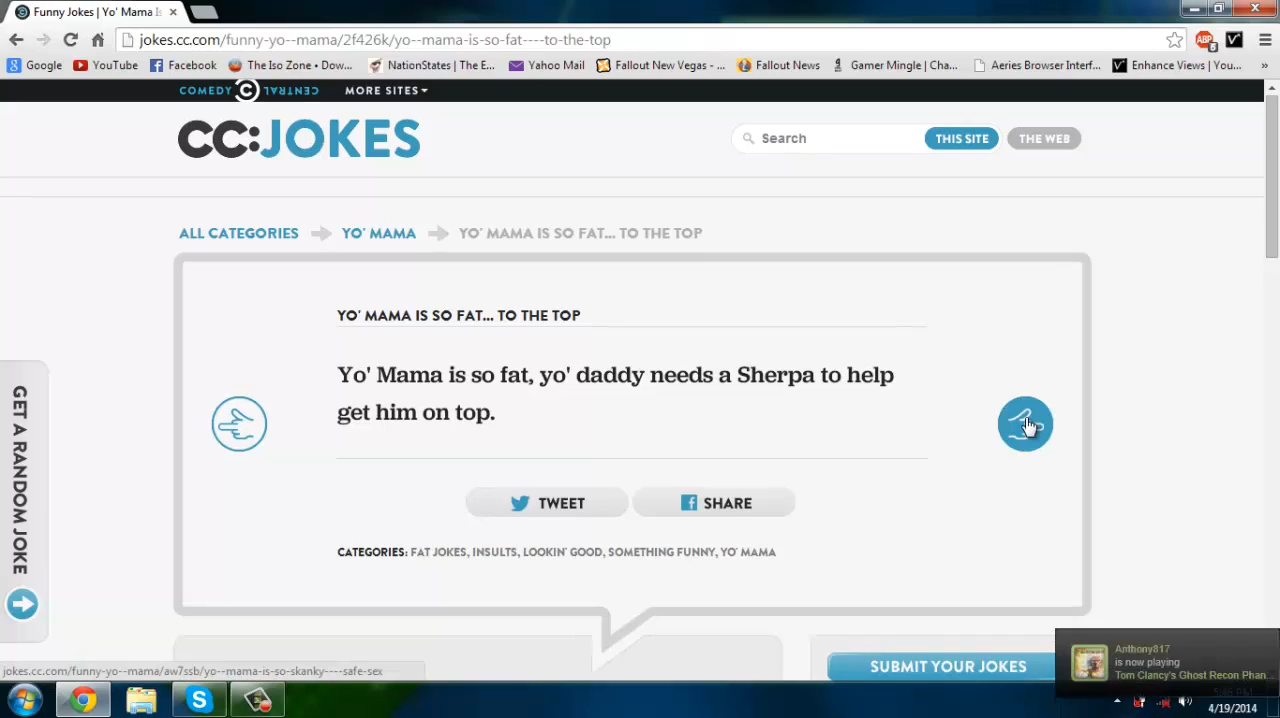 Funny Jokes | Yo' Mama Is
jokes.cc.com/funny-yo--mama/2f426k/yo--mama-is-so-fat----to-the-top
Google YouTube Facebook The Iso Zone • Dow... NationStates | The E... Yahoo Mail Fallout New Vegas - ... Fallout News Gamer Mingle | Cha... Aeries Browser Interf... Enhance Views | You... »
COMEDY CENTRAL MORE SITES
CC:JOKES
Search THIS SITE THE WEB
ALL CATEGORIES YO' MAMA YO' MAMA IS SO FAT... TO THE TOP
YO' MAMA IS SO FAT... TO THE TOP
Yo' Mama is so fat, yo' daddy needs a Sherpa to help
get him on top.
GET A RANDOM JOKE
TWEET SHARE
CATEGORIES: FAT JOKES, INSULTS, LOOKIN' GOOD, SOMETHING FUNNY, YO' MAMA
SUBMIT YOUR JOKES
Anthony817
is now playing
Tom Clancy's Ghost Recon Phan...
jokes.cc.com/funny-yo--mama/aw7ssb/yo--mama-is-so-skanky----safe-sex
4/19/2014